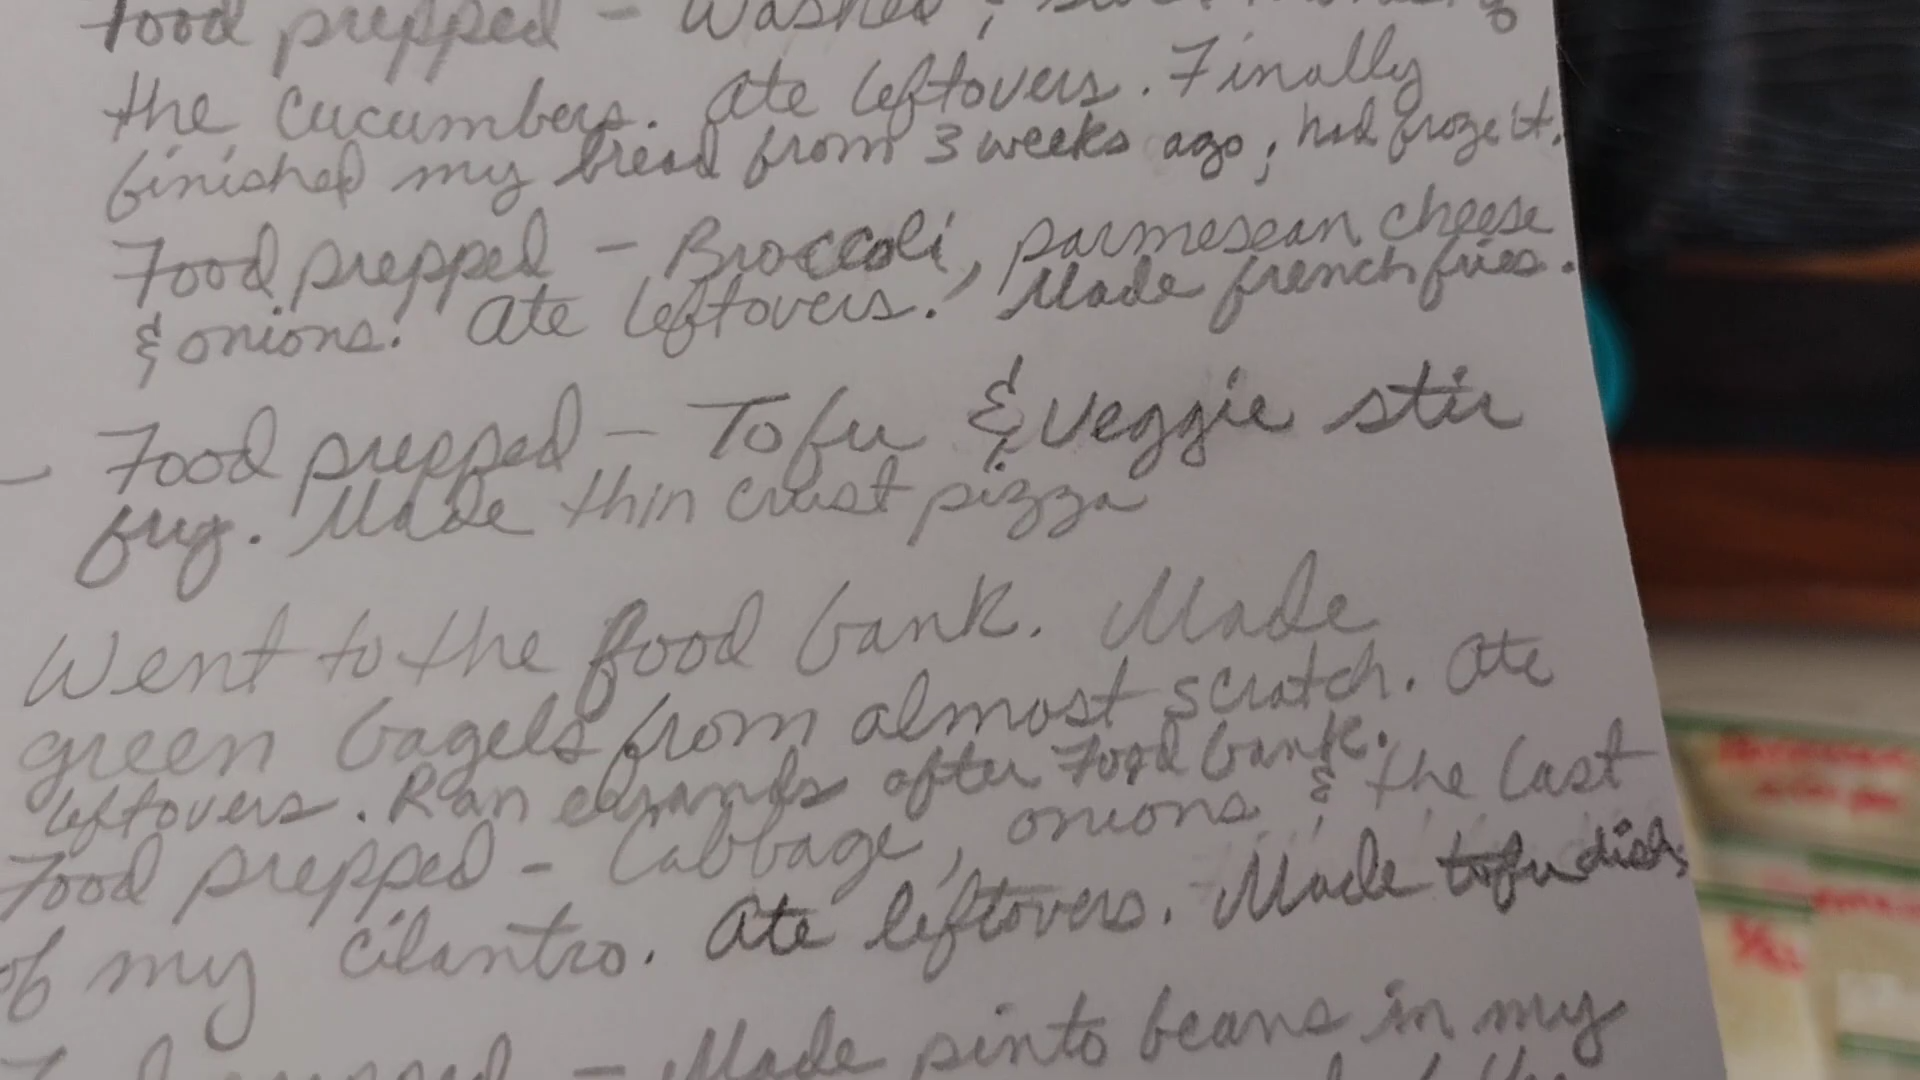 Food prepped - Washed ;
the cucumbers. Ate leftovers. Finally
finished my bread from 3 weeks ago; had froze it.
Food prepped - Broccoli, parmesean cheese
& onions. Ate leftovers. Made french fries.
- Food prepped - Tofu & veggie stir
fry. Made thin crust pizza
Went to the food bank. Made
green bagels from almost scratch. Ate
leftovers. Ran errands after Food bank.
Food prepped - Cabbage, onions & the last
of my cilantro. Ate leftovers. Made tofu dish.
prepped - Made pinto beans in my